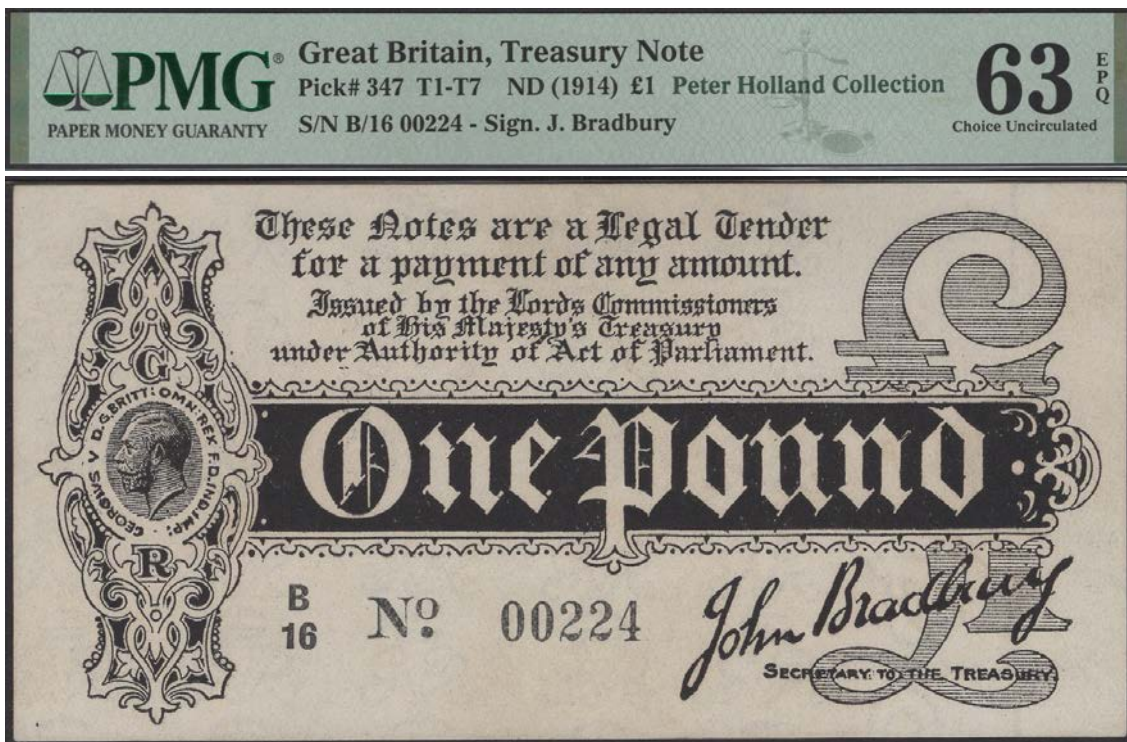 PMG®
PAPER MONEY GUARANTY
Great Britain, Treasury Note
Pick# 347 T1-T7 ND (1914) £1 Peter Holland Collection
S/N B/16 00224 - Sign. J. Bradbury
63
EPQ
Choice Uncirculated
These Notes are a Legal Tender
for a payment of any amount.
Issued by the Lords Commissioners
of His Majesty's Treasury
under Authority of Act of Parliament.
£1
G
GEORGIVS V D.G.BRITT: OMN: REX F.D. IND: IMP:
R
One Pound
B
16
No 00224
John Bradbury
SECRETARY TO THE TREASURY.
£1